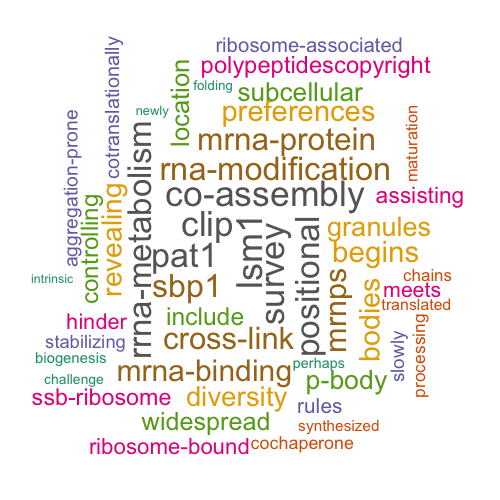 ribosome-associated
polypeptidescopyright
cotranslationally
folding
subcellular
location
newly
preferences
maturation
mrna-protein
aggregation-prone
rna-modification
rrna-metabolism
co-assembly
assisting
controlling
revealing
clip
lsm1
survey
positional
granules
pat1
begins
intrinsic
sbp1
mrnps
bodies
chains
meets
translated
hinder
include
stabilizing
cross-link
slowly
processing
biogenesis
perhaps
challenge
mrna-binding
p-body
ssb-ribosome
diversity
rules
widespread
synthesized
ribosome-bound
cochaperone